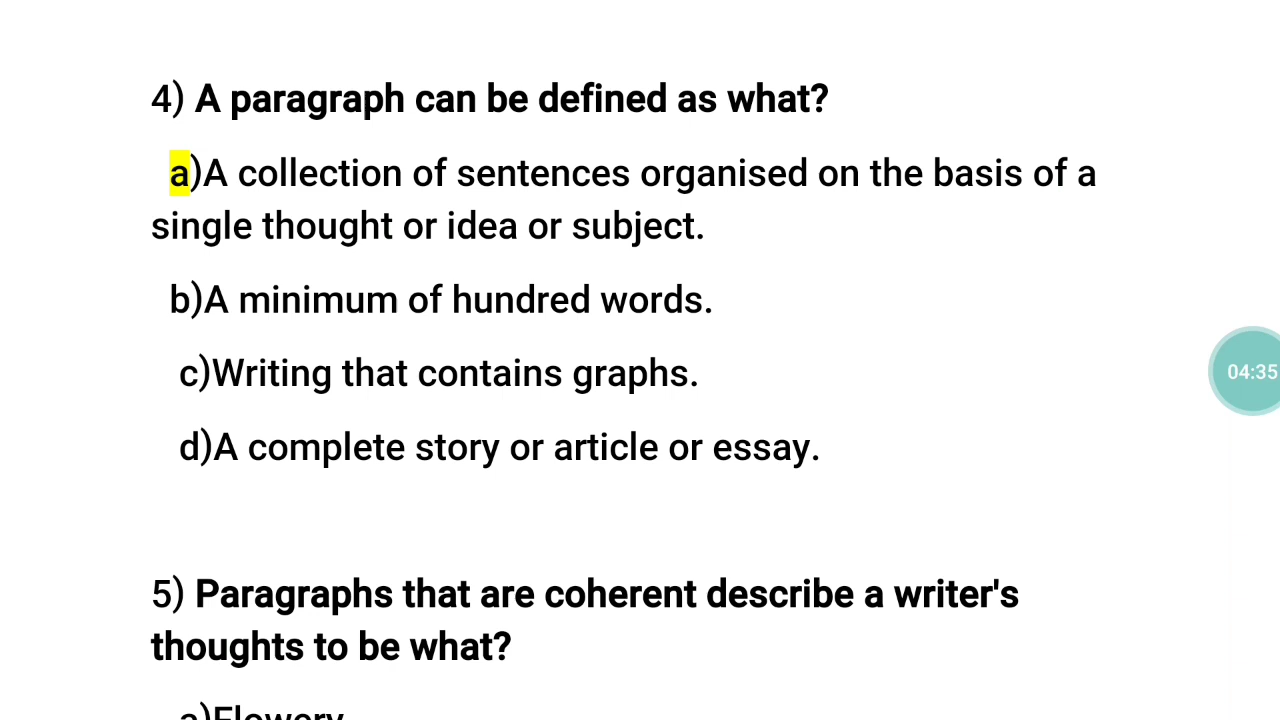 4) A paragraph can be defined as what?
a)A collection of sentences organised on the basis of a
single thought or idea or subject.
b)A minimum of hundred words.
04:35
c)Writing that contains graphs.
d)A complete story or article or essay.
5) Paragraphs that are coherent describe a writer's
thoughts to be what?
a)Flowery